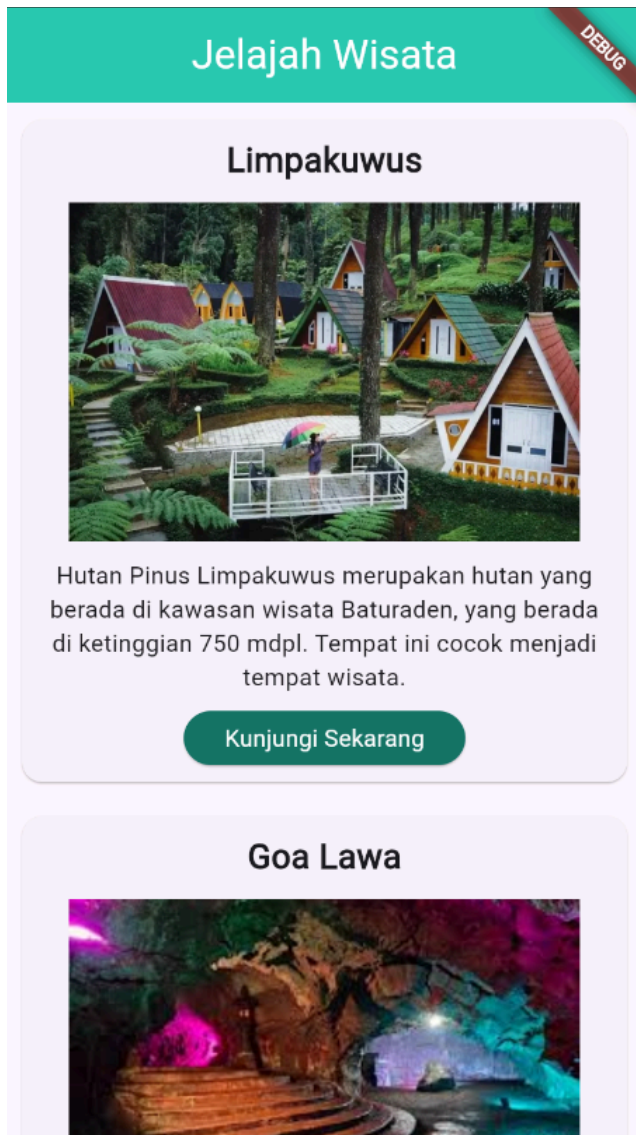 Jelajah Wisata
DEBUG
Limpakuwus
Hutan Pinus Limpakuwus merupakan hutan yang
berada di kawasan wisata Baturaden, yang berada
di ketinggian 750 mdpl. Tempat ini cocok menjadi
tempat wisata.
Kunjungi Sekarang
Goa Lawa